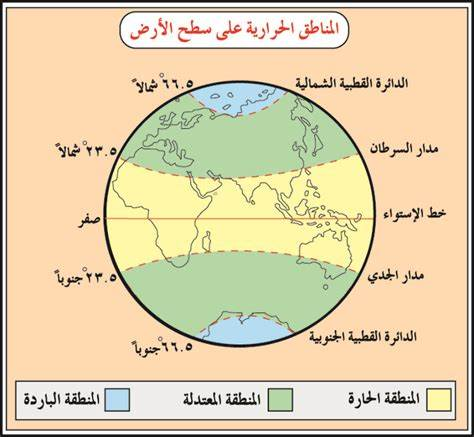 المناطق الحرارية على سطح الأرض
الدائرة القطبية الشمالية
٦٦.٥° شمالاً
مدار السرطان
٢٣.٥° شمالاً
خط الإستواء
صفر
مدار الجدي
٢٣.٥° جنوباً
الدائرة القطبية الجنوبية
٦٦.٥° جنوباً
المنطقة الحارة
المنطقة المعتدلة
المنطقة الباردة